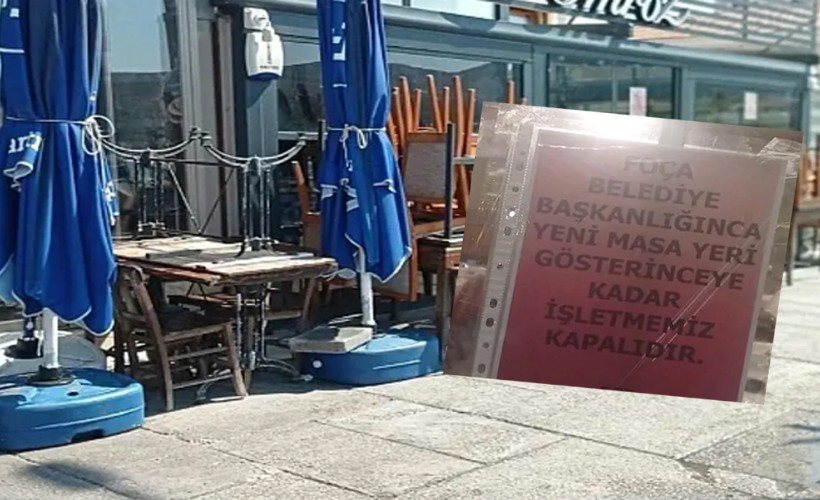 FOÇA
BELEDİYE
BAŞKANLIĞINCA
YENİ MASA YERİ
GÖSTERİNCEYE
KADAR
İŞLETMEMİZ
KAPALIDIR.